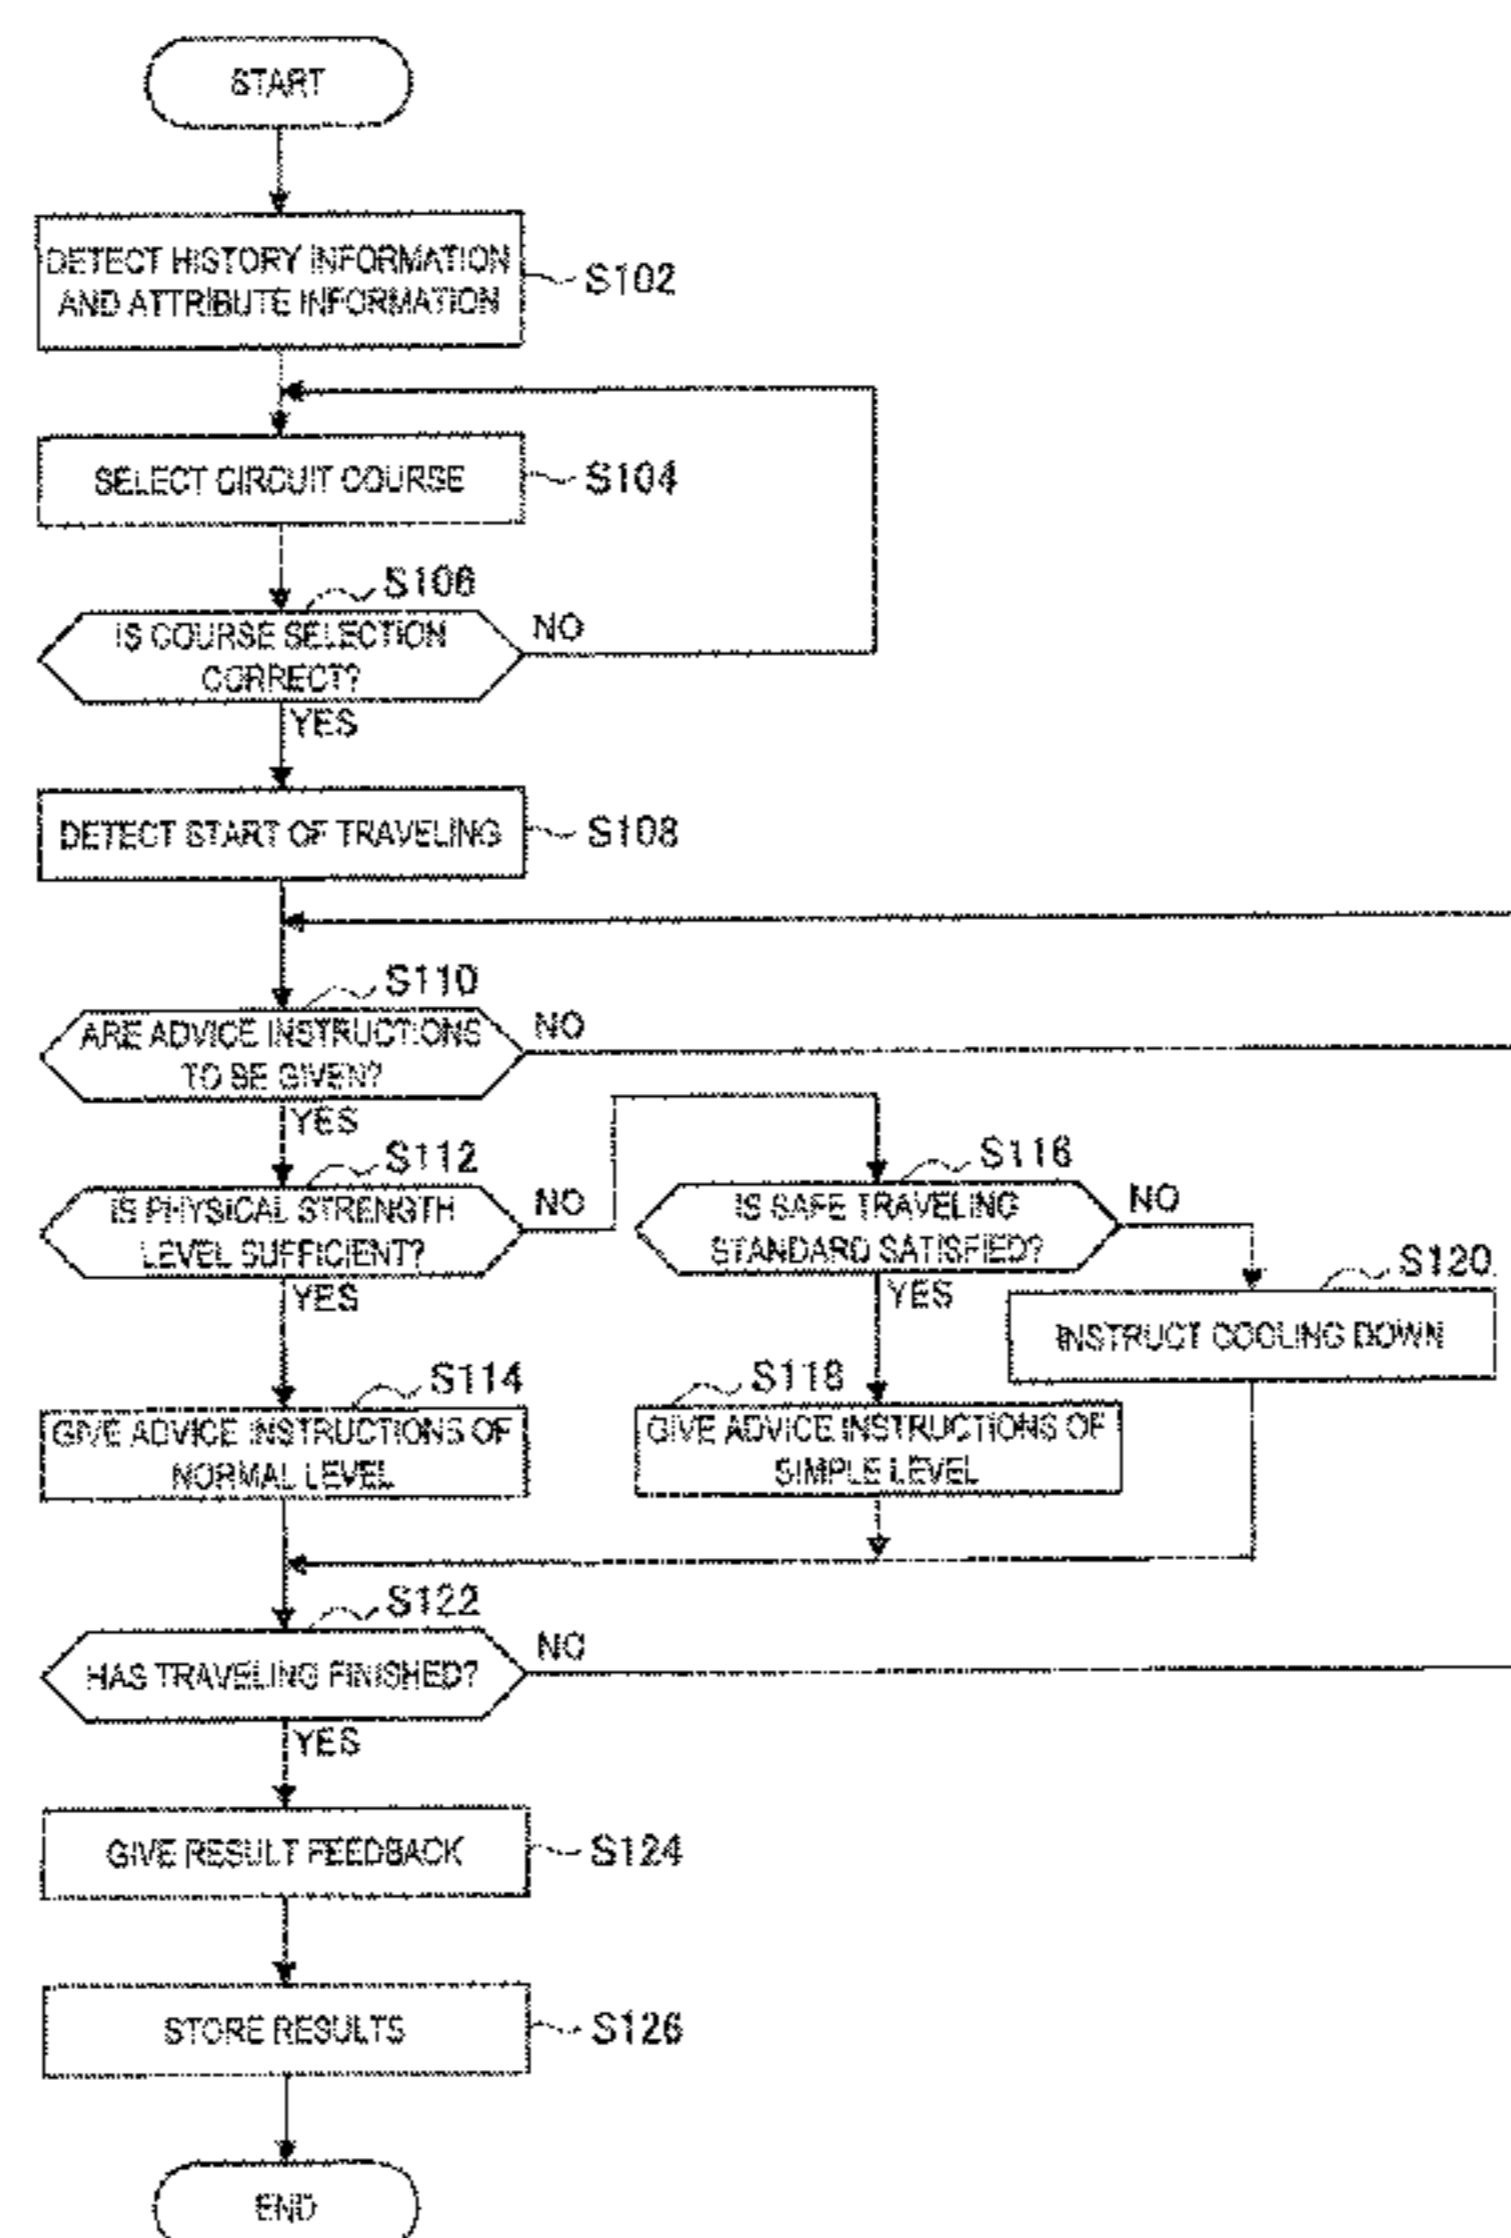 START
DETECT HISTORY INFORMATION
AND ATTRIBUTE INFORMATION
S102
SELECT CIRCUIT COURSE
S104
S106
IS COURSE SELECTION
CORRECT?
NO
YES
DETECT START OF TRAVELING
S108
S110
ARE ADVICE INSTRUCTIONS
TO BE GIVEN?
NO
YES
S112
IS PHYSICAL STRENGTH
LEVEL SUFFICIENT?
NO
YES
S116
IS SAFE TRAVELING
STANDARD SATISFIED?
NO
YES
S120
INSTRUCT COOLING DOWN
S114
GIVE ADVICE INSTRUCTIONS OF
NORMAL LEVEL
S118
GIVE ADVICE INSTRUCTIONS OF
SIMPLE LEVEL
S122
HAS TRAVELING FINISHED?
NO
YES
GIVE RESULT FEEDBACK
S124
STORE RESULTS
S126
END